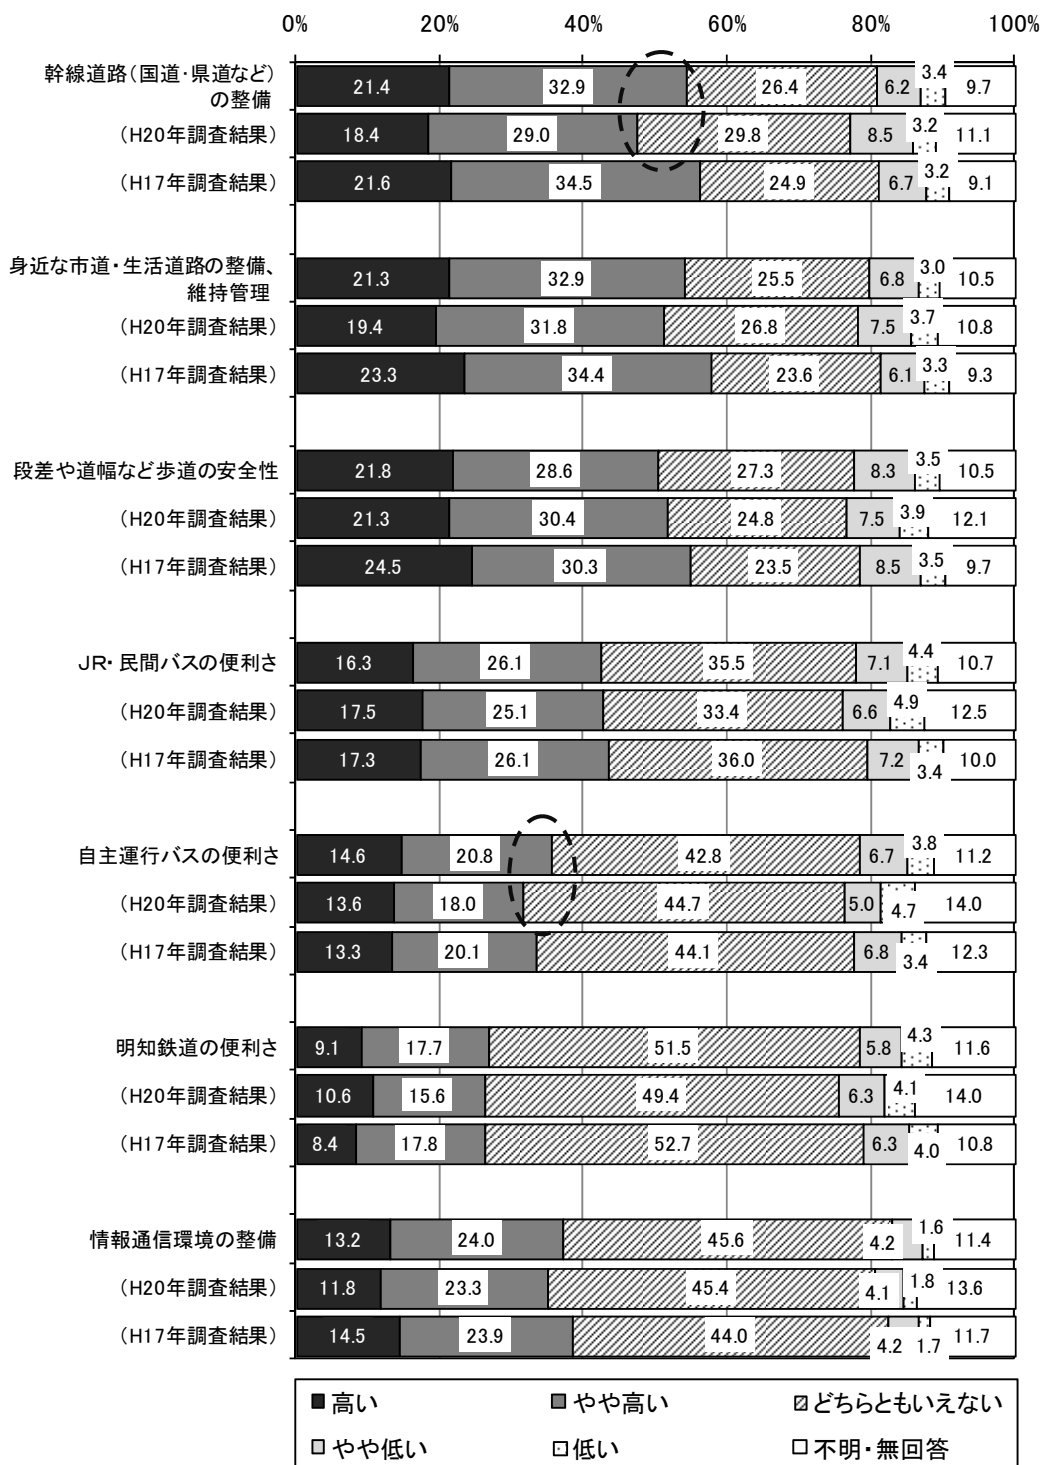 0% 20% 40% 60% 80% 100%
幹線道路(国道・県道など)
の整備
21.4 32.9 26.4 6.2 3.4 9.7
(H20年調査結果) 18.4 29.0 29.8 8.5 3.2 11.1
(H17年調査結果) 21.6 34.5 24.9 6.7 3.2 9.1
身近な市道・生活道路の整備、
維持管理
21.3 32.9 25.5 6.8 3.0 10.5
(H20年調査結果) 19.4 31.8 26.8 7.5 3.7 10.8
(H17年調査結果) 23.3 34.4 23.6 6.1 3.3 9.3
段差や道幅など歩道の安全性 21.8 28.6 27.3 8.3 3.5 10.5
(H20年調査結果) 21.3 30.4 24.8 7.5 3.9 12.1
(H17年調査結果) 24.5 30.3 23.5 8.5 3.5 9.7
JR・民間バスの便利さ 16.3 26.1 35.5 7.1 4.4 10.7
(H20年調査結果) 17.5 25.1 33.4 6.6 4.9 12.5
(H17年調査結果) 17.3 26.1 36.0 7.2 3.4 10.0
自主運行バスの便利さ 14.6 20.8 42.8 6.7 3.8 11.2
(H20年調査結果) 13.6 18.0 44.7 5.0 4.7 14.0
(H17年調査結果) 13.3 20.1 44.1 6.8 3.4 12.3
明知鉄道の便利さ 9.1 17.7 51.5 5.8 4.3 11.6
(H20年調査結果) 10.6 15.6 49.4 6.3 4.1 14.0
(H17年調査結果) 8.4 17.8 52.7 6.3 4.0 10.8
情報通信環境の整備 13.2 24.0 45.6 4.2 1.6 11.4
(H20年調査結果) 11.8 23.3 45.4 4.1 1.8 13.6
(H17年調査結果) 14.5 23.9 44.0 4.2 1.7 11.7
高い やや高い どちらともいえない
やや低い 低い 不明・無回答